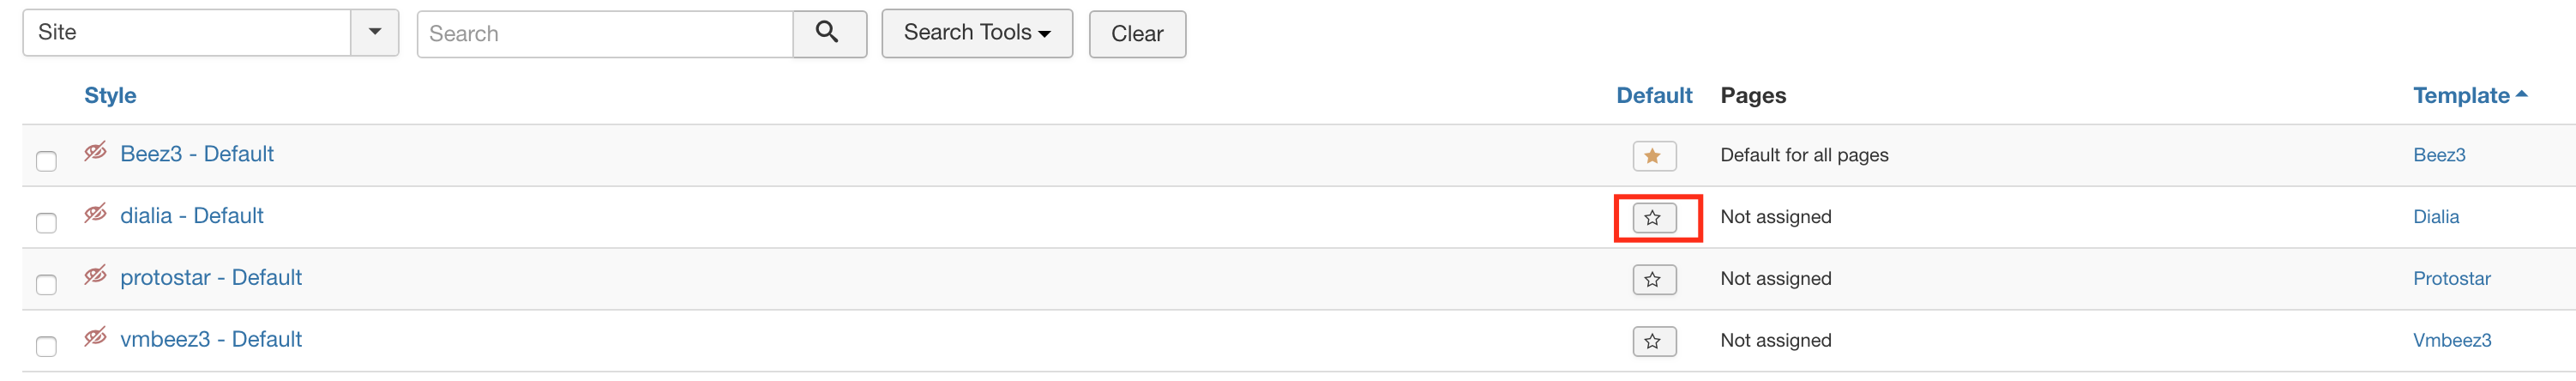 Site Search Search Tools Clear
Style Default Pages Template
Beez3 - Default Default for all pages Beez3
dialia - Default Not assigned Dialia
protostar - Default Not assigned Protostar
vmbeez3 - Default Not assigned Vmbeez3